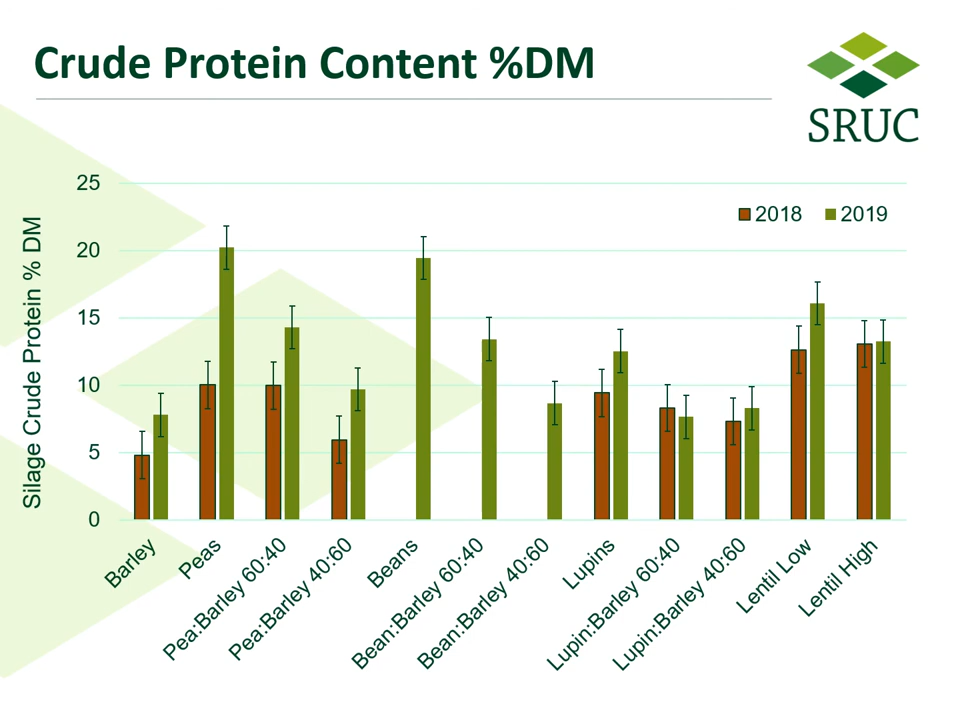 Crude Protein Content %DM
SRUC
25
20
15
10
5
0
Silage Crude Protein % DM
2018
2019
Barley
Peas
Pea:Barley 60:40
Pea:Barley 40:60
Beans
Bean:Barley 60:40
Bean:Barley 40:60
Lupins
Lupin:Barley 60:40
Lupin:Barley 40:60
Lentil Low
Lentil High